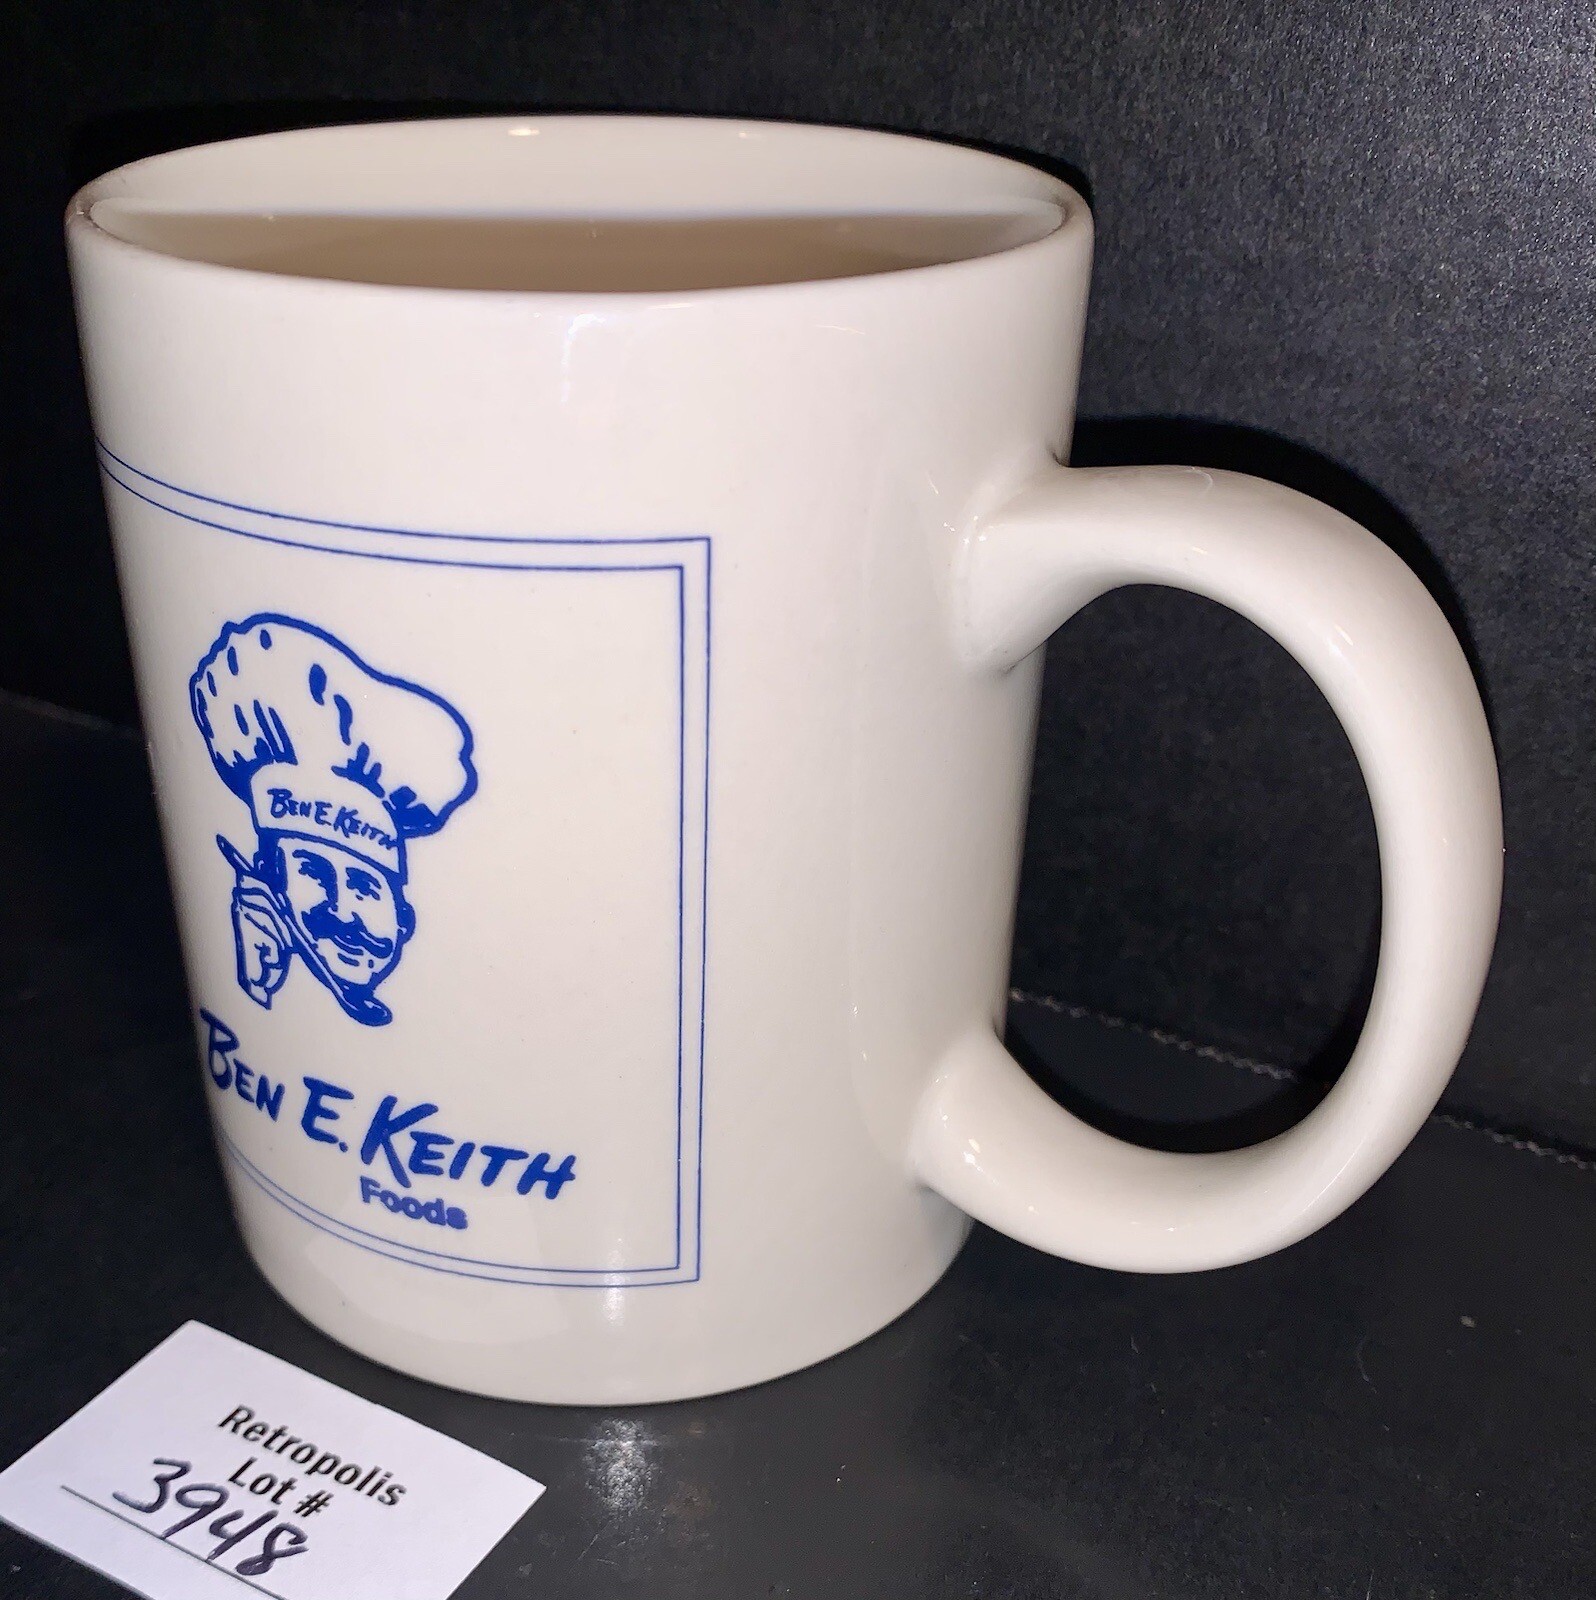 BEN E. KEITH
BEN E. KEITH
Foods
Retropolis
Lot #
3948